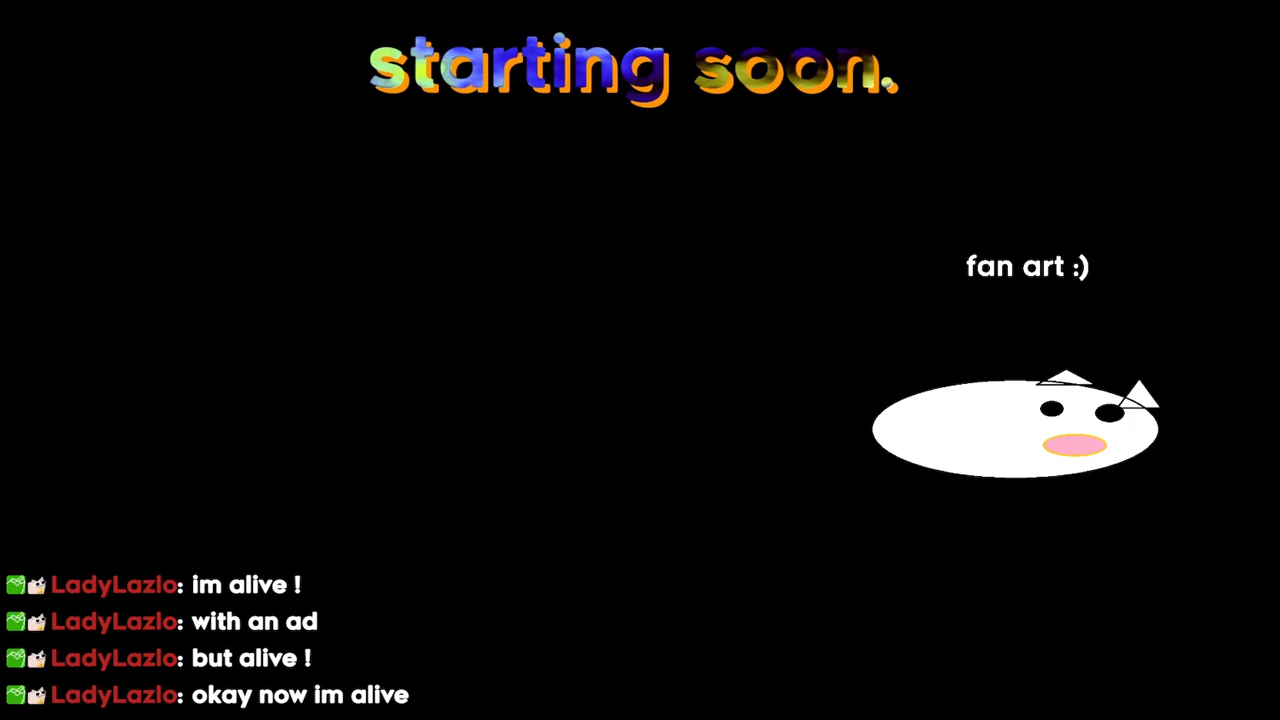 starting soon.
fan art :)
LadyLazlo: im alive !
LadyLazlo: with an ad
LadyLazlo: but alive !
LadyLazlo: okay now im alive